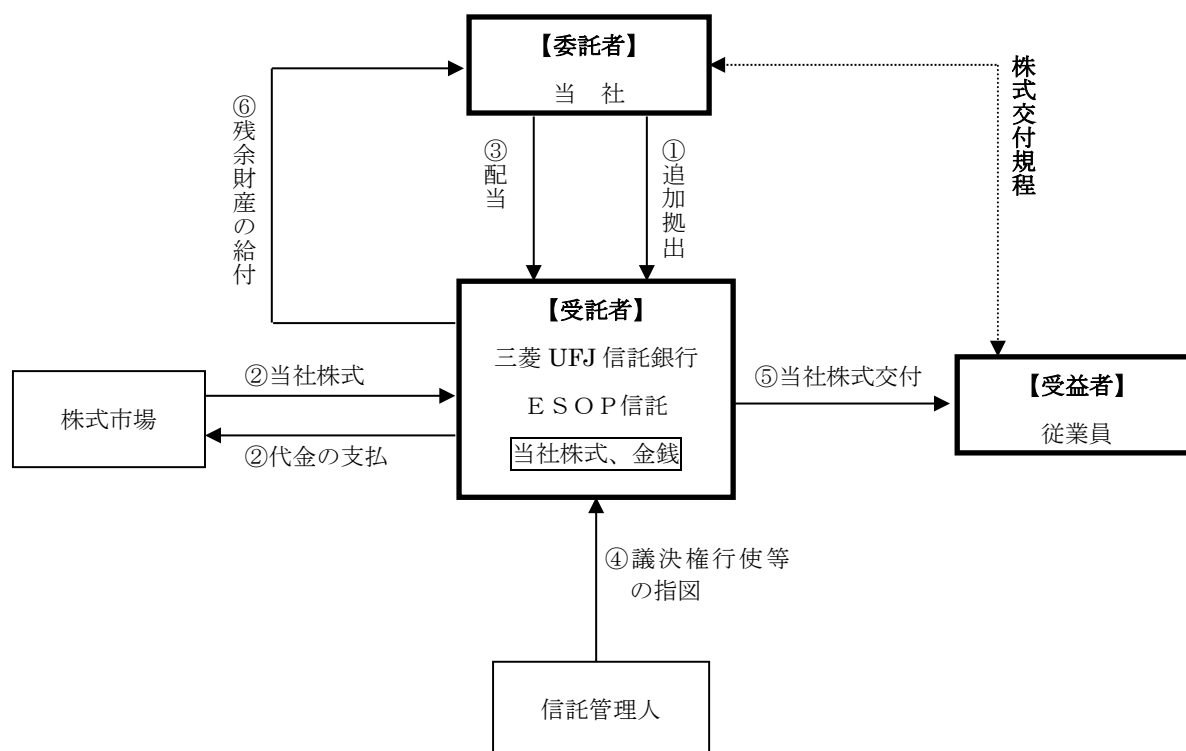 【委託者】
当　社
株式交付規程
⑥残余財産の給付
③配当
①追加拠出
【受託者】
三菱 UFJ 信託銀行
ＥＳＯＰ信託
当社株式、金銭
②当社株式
株式市場
②代金の支払
⑤当社株式交付
【受益者】
従業員
④議決権行使等
の指図
信託管理人